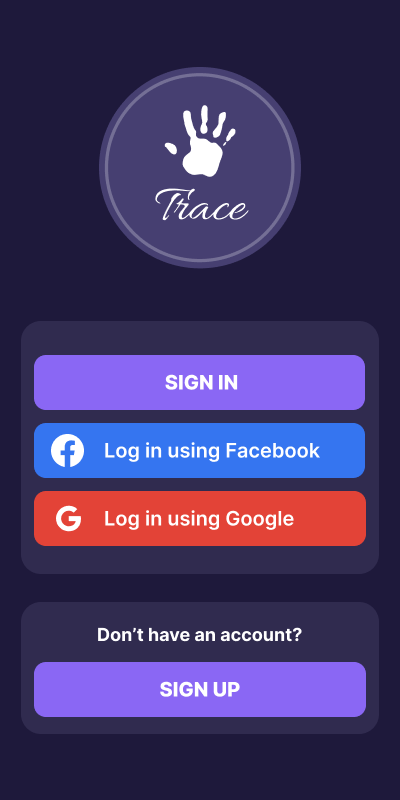 Trace
SIGN IN
Log in using Facebook
Log in using Google
Don’t have an account?
SIGN UP